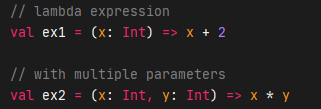 // lambda expression
val ex1 = (x: Int) => x + 2
// with multiple parameters
val ex2 = (x: Int, y: Int) => x * y